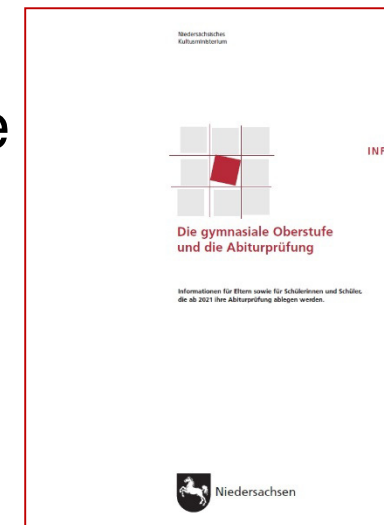 Niedersächsisches
Kultusministerium
e
INF
Die gymnasiale Oberstufe
und die Abiturprüfung
Informationen für Eltern sowie für Schülerinnen und Schüler,
die ab 2021 ihre Abiturprüfung ablegen werden.
Niedersachsen